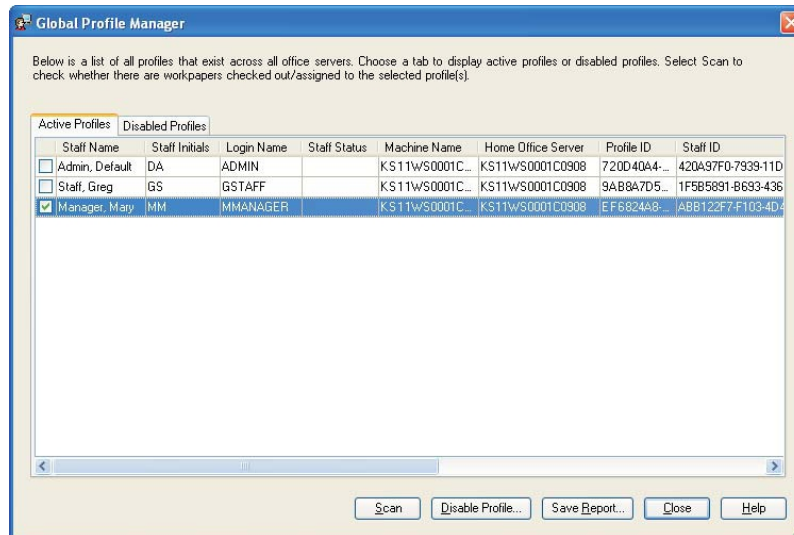 Global Profile Manager
Below is a list of all profiles that exist across all office servers. Choose a tab to display active profiles or disabled profiles. Select Scan to
check whether there are workpapers checked out/assigned to the selected profile(s).
Active Profiles Disabled Profiles
Staff Name Staff Initials Login Name Staff Status Machine Name Home Office Server Profile ID Staff ID
Admin, Default DA ADMIN KS11WS0001C... KS11WS0001C0908 720D40A4-... 420A97F0-7939-11D
Staff, Greg GS GSTAFF KS11WS0001C... KS11WS0001C0908 9AB8A7D5... 1F5B5891-B693-436
Manager, Mary MM MMANAGER KS11WS0001C... KS11WS0001C0908 EF6824A8-... ABB122F7-F103-4D4
Scan Disable Profile... Save Report... Close Help